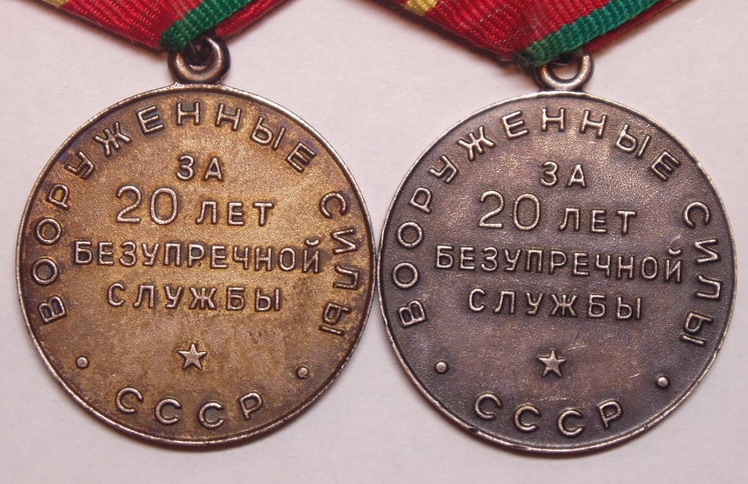 ВООРУЖЕННЫЕ СИЛЫ
ЗА
20 ЛЕТ
БЕЗУПРЕЧНОЙ
СЛУЖБЫ
СССР
ВООРУЖЕННЫЕ СИЛЫ
ЗА
20 ЛЕТ
БЕЗУПРЕЧНОЙ
СЛУЖБЫ
СССР